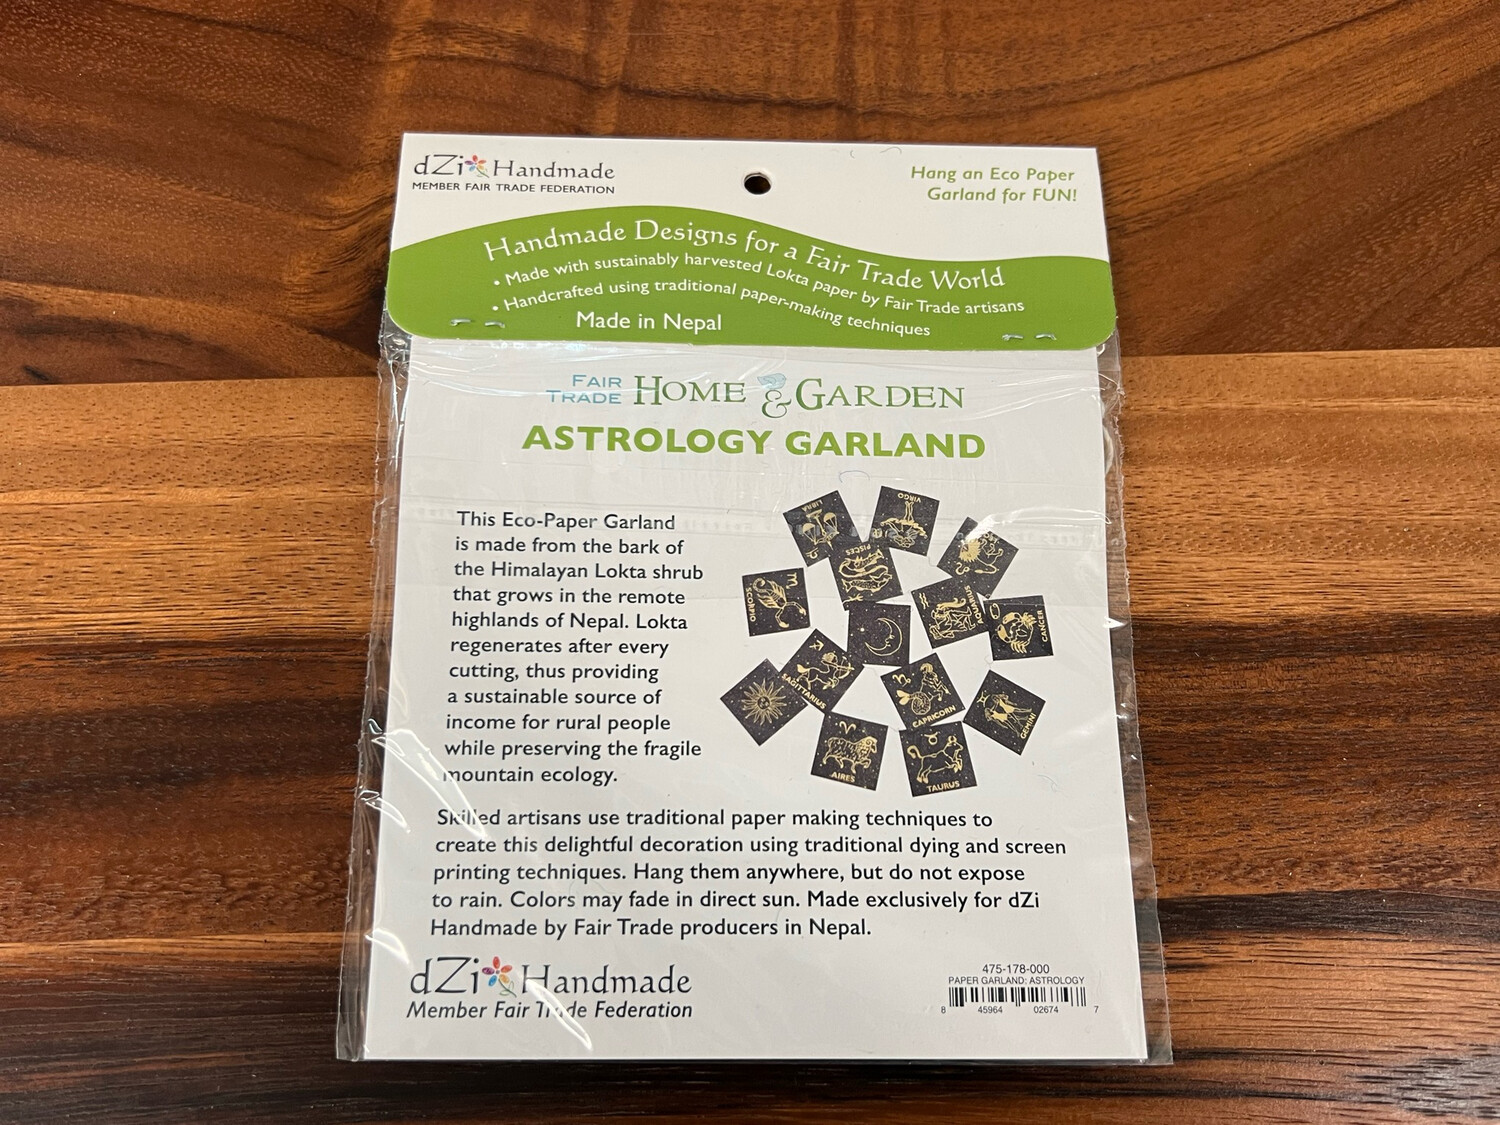 dZi Handmade
MEMBER FAIR TRADE FEDERATION
Hang an Eco Paper
Garland for FUN!
Handmade Designs for a Fair Trade World
• Made with sustainably harvested Lokta paper by Fair Trade artisans
• Handcrafted using traditional paper-making techniques
Made in Nepal
FAIR TRADE HOME & GARDEN
ASTROLOGY GARLAND
This Eco-Paper Garland
is made from the bark of
the Himalayan Lokta shrub
that grows in the remote
highlands of Nepal. Lokta
regenerates after every
cutting, thus providing
a sustainable source of
income for rural people
while preserving the fragile
mountain ecology.
LIBRA
VIRGO
PISCES
SCORPIO
AQUARIUS
CANCER
SAGITTARIUS
CAPRICORN
GEMINI
AIRES
TAURUS
Skilled artisans use traditional paper making techniques to
create this delightful decoration using traditional dying and screen
printing techniques. Hang them anywhere, but do not expose
to rain. Colors may fade in direct sun. Made exclusively for dZi
Handmade by Fair Trade producers in Nepal.
dZi Handmade
Member Fair Trade Federation
475-178-000
PAPER GARLAND: ASTROLOGY
8 45964 02674 7